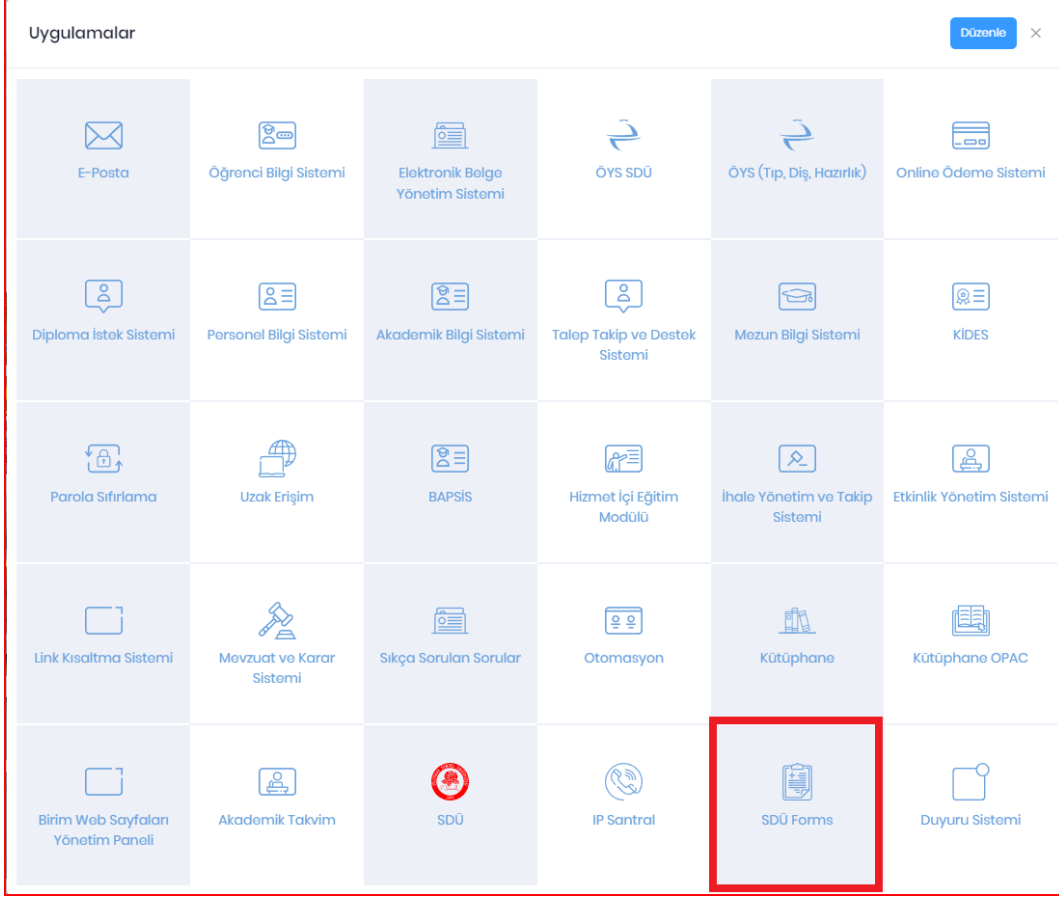 Uygulamalar
Düzenle
E-Posta
Öğrenci Bilgi Sistemi
Elektronik Belge
Yönetim Sistemi
ÖYS SDÜ
ÖYS (Tıp, Diş, Hazırlık)
Online Ödeme Sistemi
Diploma İstek Sistemi
Personel Bilgi Sistemi
Akademik Bilgi Sistemi
Talep Takip ve Destek
Sistemi
Mezun Bilgi Sistemi
KİDES
Parola Sıfırlama
Uzak Erişim
BAPSİS
Hizmet İçi Eğitim
Modülü
İhale Yönetim ve Takip
Sistemi
Etkinlik Yönetim Sistemi
Link Kısaltma Sistemi
Mevzuat ve Karar
Sistemi
Sıkça Sorulan Sorular
Otomasyon
Kütüphane
Kütüphane OPAC
Birim Web Sayfaları
Yönetim Paneli
Akademik Takvim
SDÜ
IP Santral
SDÜ Forms
Duyuru Sistemi